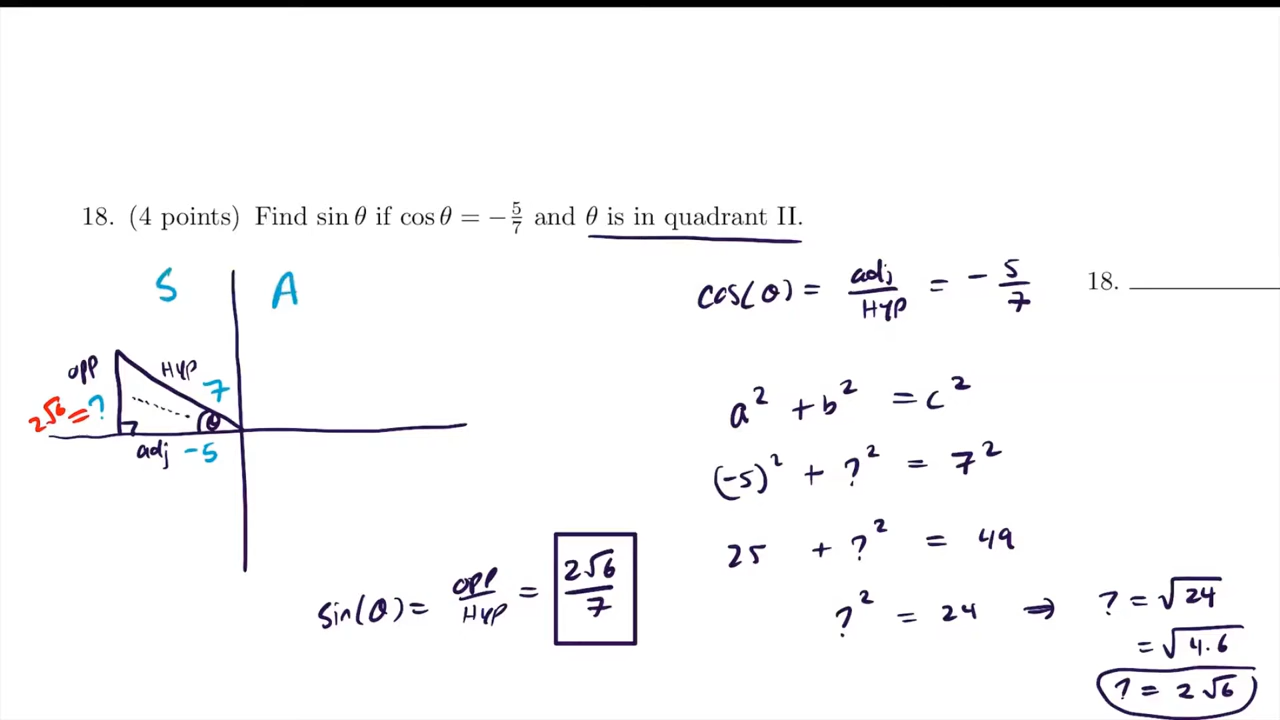 18. (4 points) Find sin θ if cos θ = −5/7 and θ is in quadrant II.
S A
cos(θ) = adj/Hyp = - 5/7
18.
opp Hyp 7
2√6 = ? θ
adj -5
a² + b² = c²
(-5)² + ?² = 7²
25 + ?² = 49
sin(θ) = opp/Hyp = 2√6/7
?² = 24 ⇒ ? = √24
= √4·6
? = 2√6